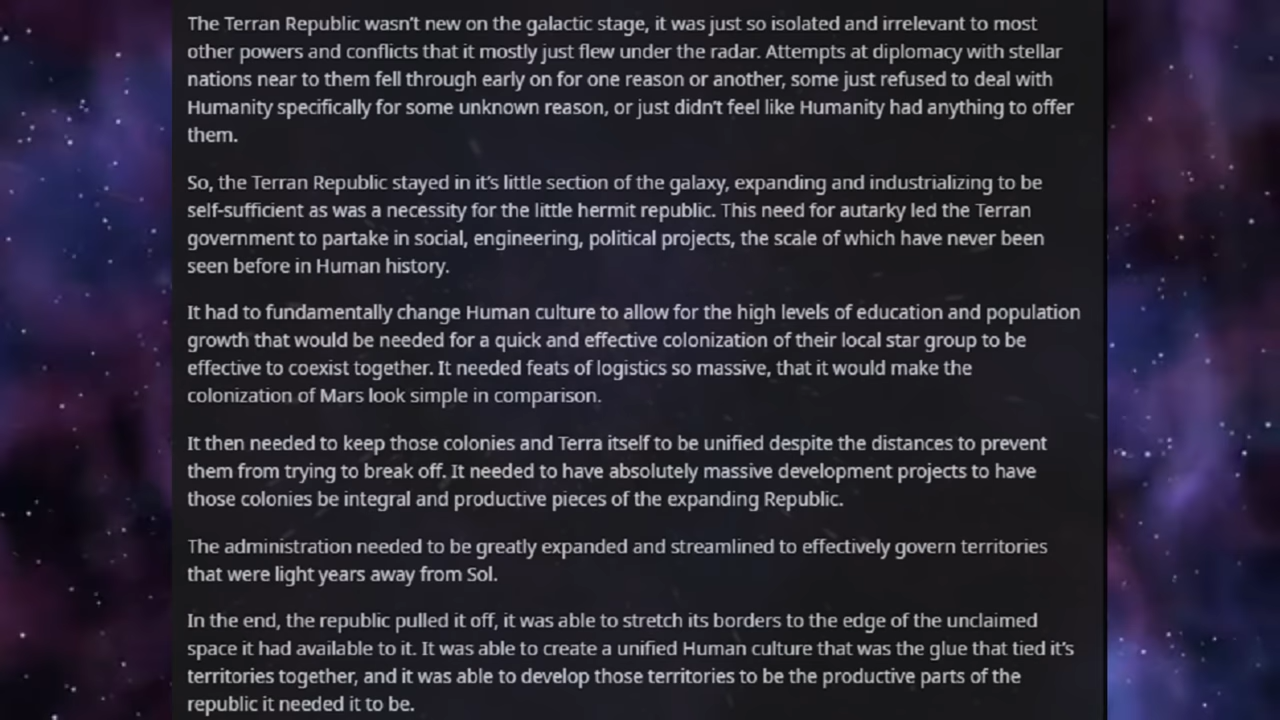 The Terran Republic wasn't new on the galactic stage, it was just so isolated and irrelevant to most
other powers and conflicts that it mostly just flew under the radar. Attempts at diplomacy with stellar
nations near to them fell through early on for one reason or another, some just refused to deal with
Humanity specifically for some unknown reason, or just didn't feel like Humanity had anything to offer
them.
So, the Terran Republic stayed in it's little section of the galaxy, expanding and industrializing to be
self-sufficient as was a necessity for the little hermit republic. This need for autarky led the Terran
government to partake in social, engineering, political projects, the scale of which have never been
seen before in Human history.
It had to fundamentally change Human culture to allow for the high levels of education and population
growth that would be needed for a quick and effective colonization of their local star group to be
effective to coexist together. It needed feats of logistics so massive, that it would make the
colonization of Mars look simple in comparison.
It then needed to keep those colonies and Terra itself to be unified despite the distances to prevent
them from trying to break off. It needed to have absolutely massive development projects to have
those colonies be integral and productive pieces of the expanding Republic.
The administration needed to be greatly expanded and streamlined to effectively govern territories
that were light years away from Sol.
In the end, the republic pulled it off, it was able to stretch its borders to the edge of the unclaimed
space it had available to it. It was able to create a unified Human culture that was the glue that tied it's
territories together, and it was able to develop those territories to be the productive parts of the
republic it needed it to be.